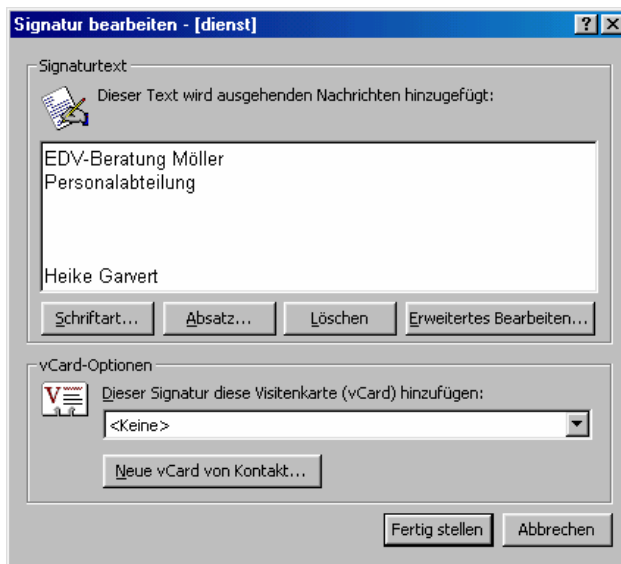 Signatur bearbeiten - [dienst]
Signaturtext
Dieser Text wird ausgehenden Nachrichten hinzugefügt:
EDV-Beratung Möller
Personalabteilung
Heike Garvert
Schriftart... Absatz... Löschen Erweitertes Bearbeiten...
vCard-Optionen
Dieser Signatur diese Visitenkarte (vCard) hinzufügen:
<Keine>
Neue vCard von Kontakt...
Fertig stellen Abbrechen